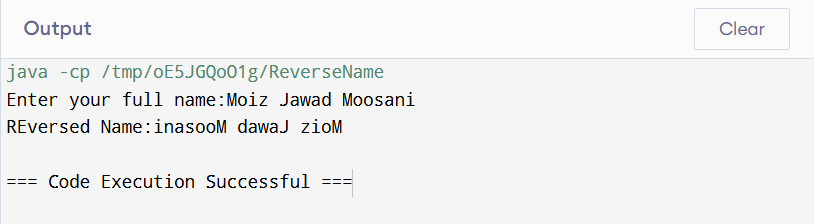 Output
Clear
java -cp /tmp/oE5JGQoO1g/ReverseName
Enter your full name:Moiz Jawad Moosani
REversed Name:inasooM dawaJ zioM
=== Code Execution Successful ===